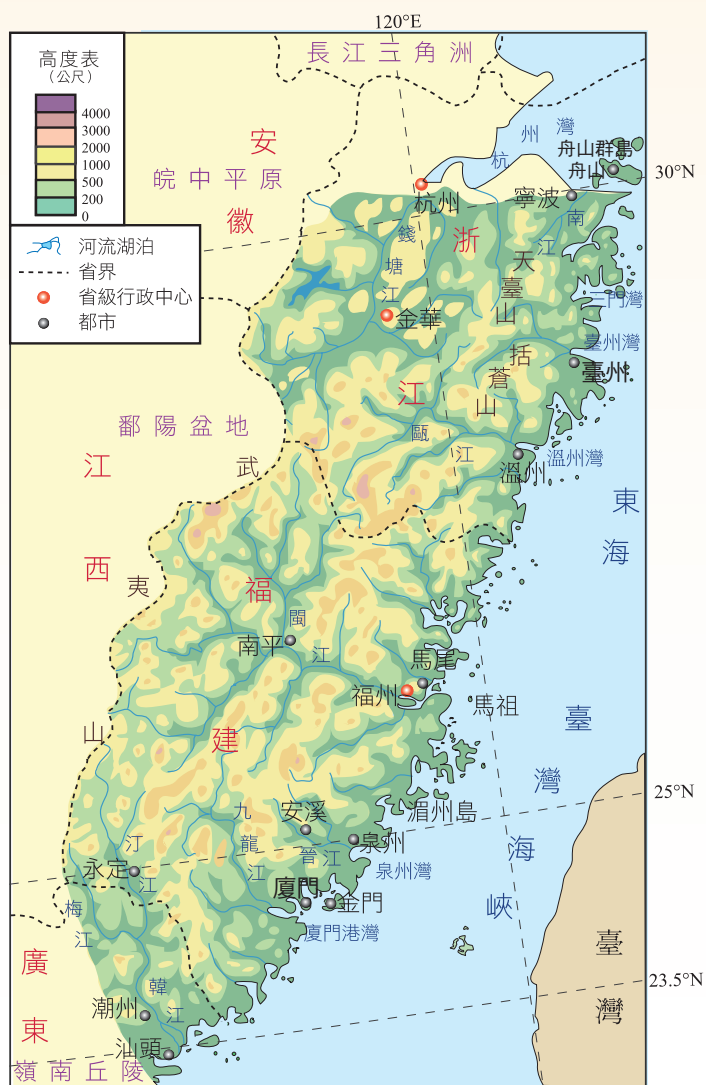 120°E
高度表
（公尺）
4000
3000
2000
1000
500
200
0
河流湖泊
省界
省級行政中心
都市
長江三角洲
安
徽
皖中平原
杭州灣
舟山群島
舟山
30°N
杭州
寧波
錢塘江
浙
江
南江
天臺山
三門灣
金華
括蒼山
臺州灣
臺州
甌江
溫州
溫州灣
鄱陽盆地
江
西
武
夷
山
東海
福
建
閩江
南平
馬尾
福州
馬祖
臺灣海峽
25°N
九龍江
安溪
湄州島
泉州
晉江
泉州灣
汀江
永定
廈門
金門
廈門港灣
梅江
廣
東
臺灣
23.5°N
韓江
潮州
汕頭
嶺南丘陵